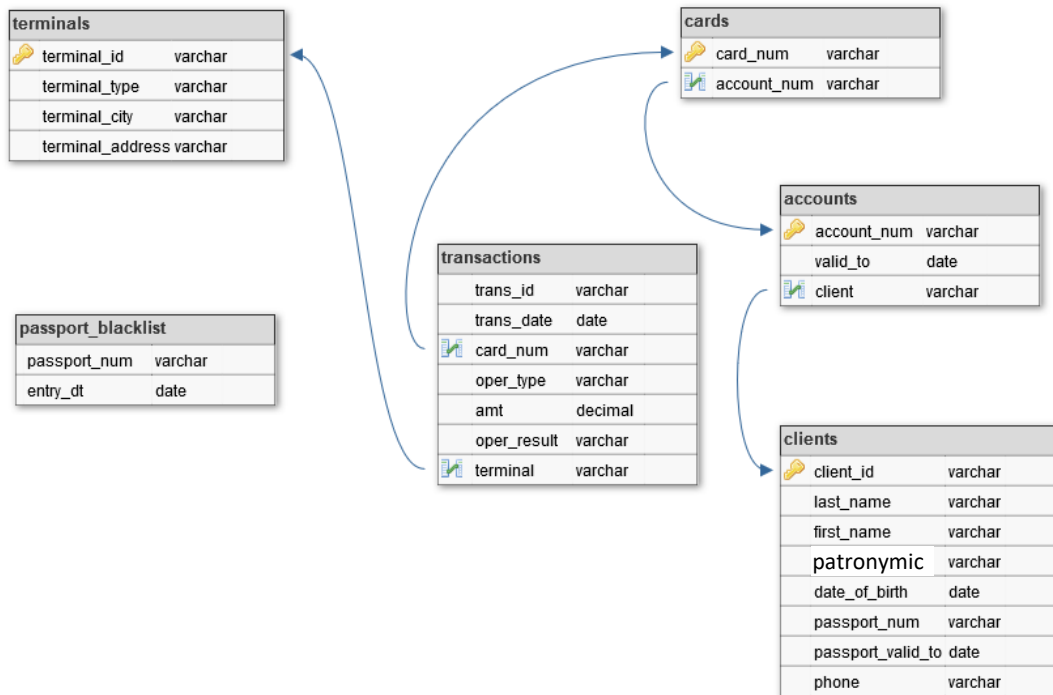 terminals
terminal_id varchar
terminal_type varchar
terminal_city varchar
terminal_address varchar
cards
card_num varchar
account_num varchar
accounts
account_num varchar
valid_to date
client varchar
transactions
trans_id varchar
trans_date date
card_num varchar
oper_type varchar
amt decimal
oper_result varchar
terminal varchar
passport_blacklist
passport_num varchar
entry_dt date
clients
client_id varchar
last_name varchar
first_name varchar
patronymic varchar
date_of_birth date
passport_num varchar
passport_valid_to date
phone varchar